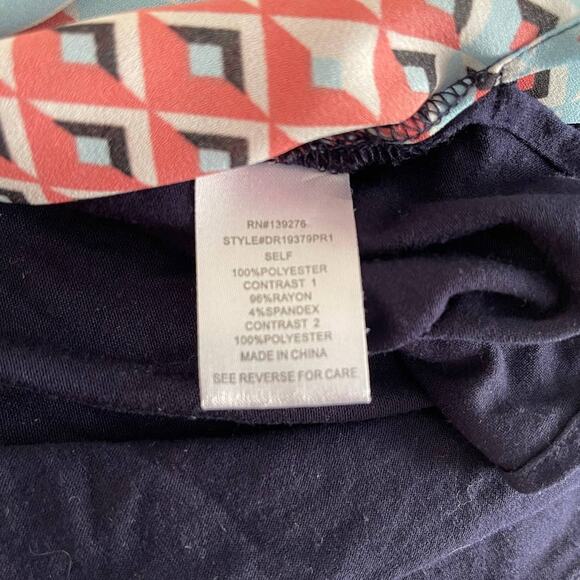 RN#139276
STYLE#DR19379PR1
SELF
100%POLYESTER
CONTRAST 1
96%RAYON
4%SPANDEX
CONTRAST 2
100%POLYESTER
MADE IN CHINA
SEE REVERSE FOR CARE